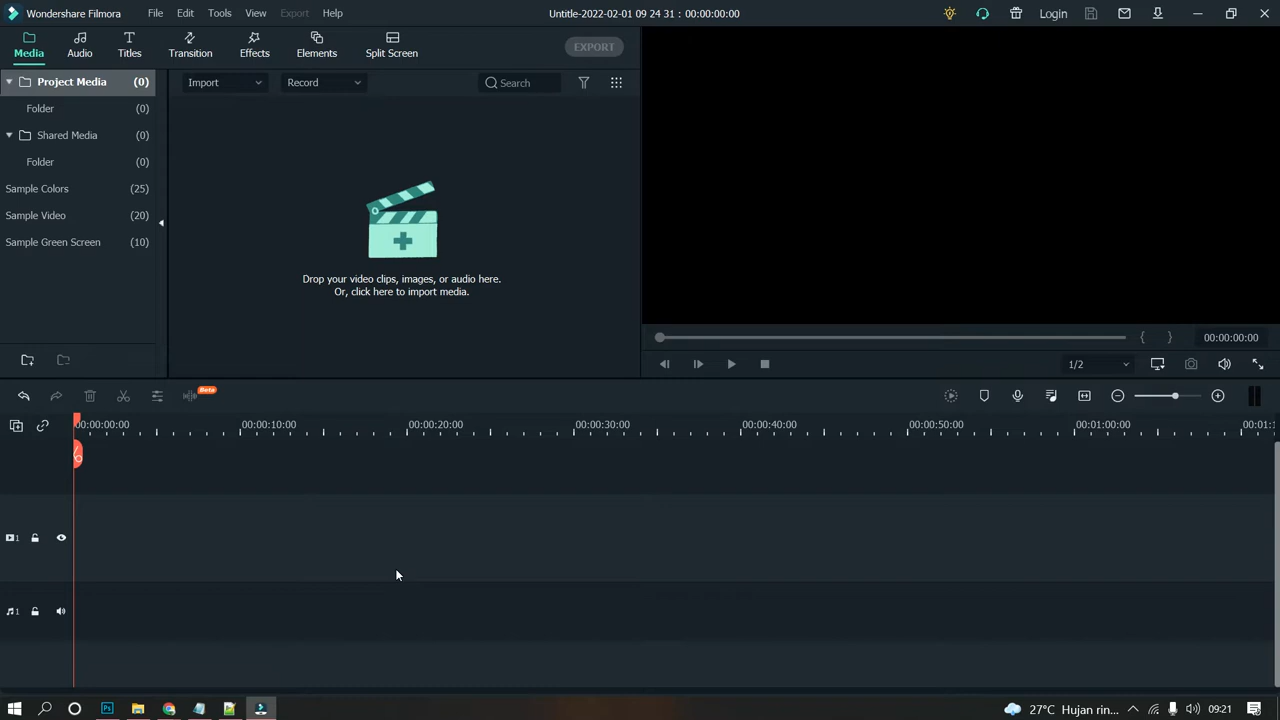 Wondershare Filmora File Edit Tools View Export Help Untitle-2022-02-01 09 24 31 : 00:00:00:00 Login
Media Audio Titles Transition Effects Elements Split Screen EXPORT
Project Media (0) Import Record Search
Folder (0)
Shared Media (0)
Folder (0)
Sample Colors (25)
Sample Video (20)
Sample Green Screen (10)
Drop your video clips, images, or audio here.
Or, click here to import media.
00:00:00:00
1/2
Beta
00:00:00:00 00:00:10:00 00:00:20:00 00:00:30:00 00:00:40:00 00:00:50:00 00:01:00:00 00:01:1
1
1
Ps 27°C Hujan rin... 09:21